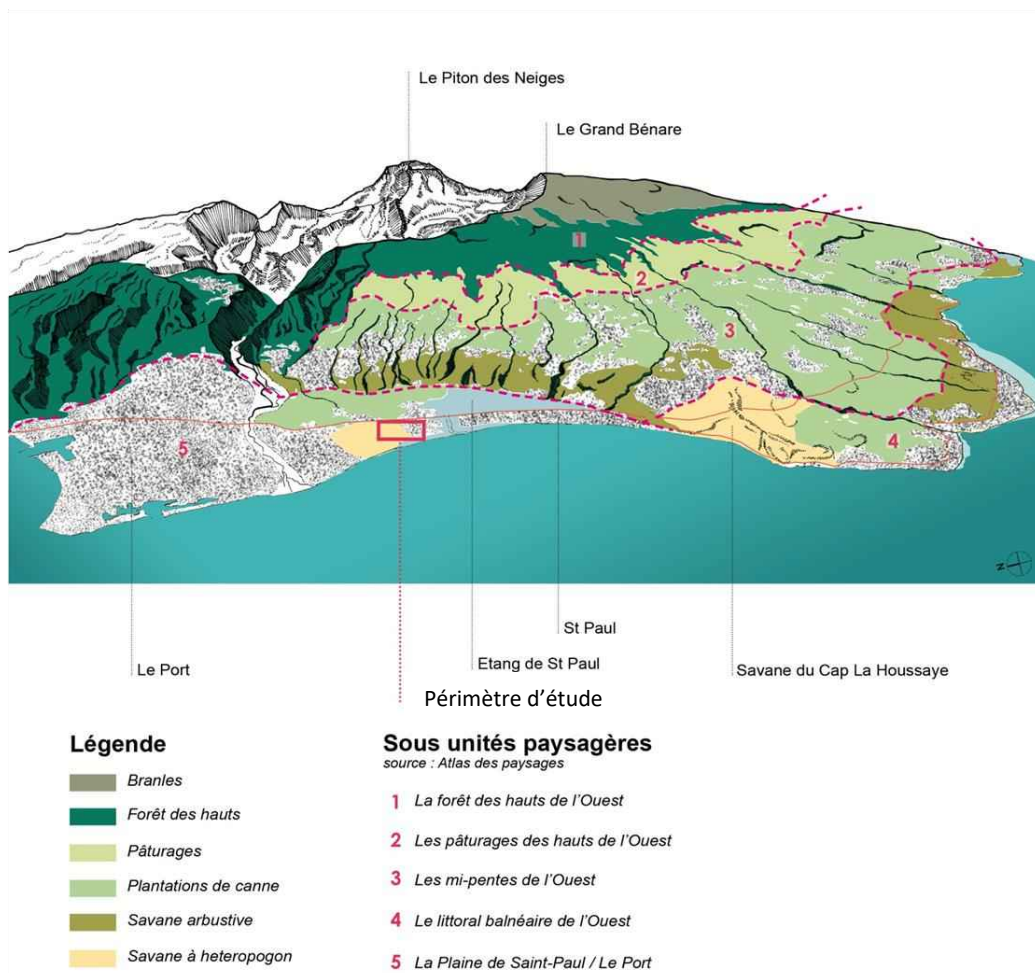 Le Piton des Neiges
Le Grand Bénare
1
2
3
4
5
N
St Paul
Le Port
Etang de St Paul
Savane du Cap La Houssaye
Périmètre d’étude
Légende
Branles
Forêt des hauts
Pâturages
Plantations de canne
Savane arbustive
Savane à heteropogon
Sous unités paysagères
source : Atlas des paysages
1 La forêt des hauts de l’Ouest
2 Les pâturages des hauts de l’Ouest
3 Les mi-pentes de l’Ouest
4 Le littoral balnéaire de l’Ouest
5 La Plaine de Saint-Paul / Le Port